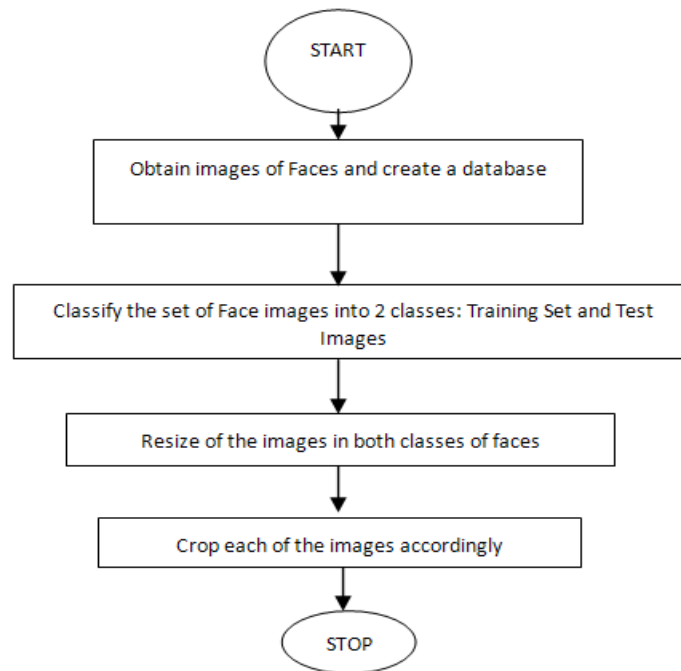 START
Obtain images of Faces and create a database
Classify the set of Face images into 2 classes: Training Set and Test
Images
Resize of the images in both classes of faces
Crop each of the images accordingly
STOP